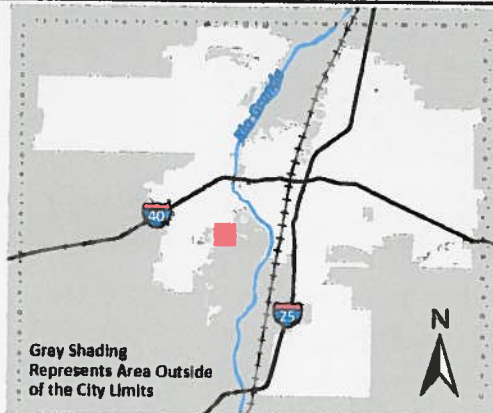 Rio Grande
40
25
N
Gray Shading
Represents Area Outside
of the City Limits